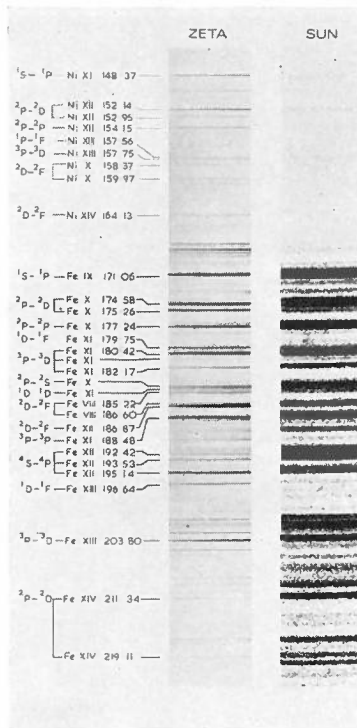 ZETA SUN
¹S-¹P Ni XI 148 37
²P-²D Ni XII 152 14
Ni XII 152 95
²P-²P Ni XII 154 15
¹P-¹F Ni XIII 157 56
³P-³D Ni XIII 157 75
²D-²F Ni X 158 37
Ni X 159 97
²D-²F Ni XIV 164 13
¹S-¹P Fe IX 171 06
²P-²D Fe X 174 58
Fe X 175 26
²P-²P Fe X 177 24
¹D-¹F Fe XI 179 75
³P-³D Fe XI 180 42
Fe XI
Fe XI 182 17
²P-²S Fe X
¹D ¹D Fe XI
²D-²F Fe VIII 185 22
Fe VIII 186 60
²D-²F Fe XII 186 87
³P-³P Fe XI 188 48
⁴S-⁴P Fe XII 192 42
Fe XII 193 53
Fe XII 195 14
¹D-¹F Fe XIII 196 64
³P-³D Fe XIII 203 80
²P-²D Fe XIV 211 34
Fe XIV 219 11